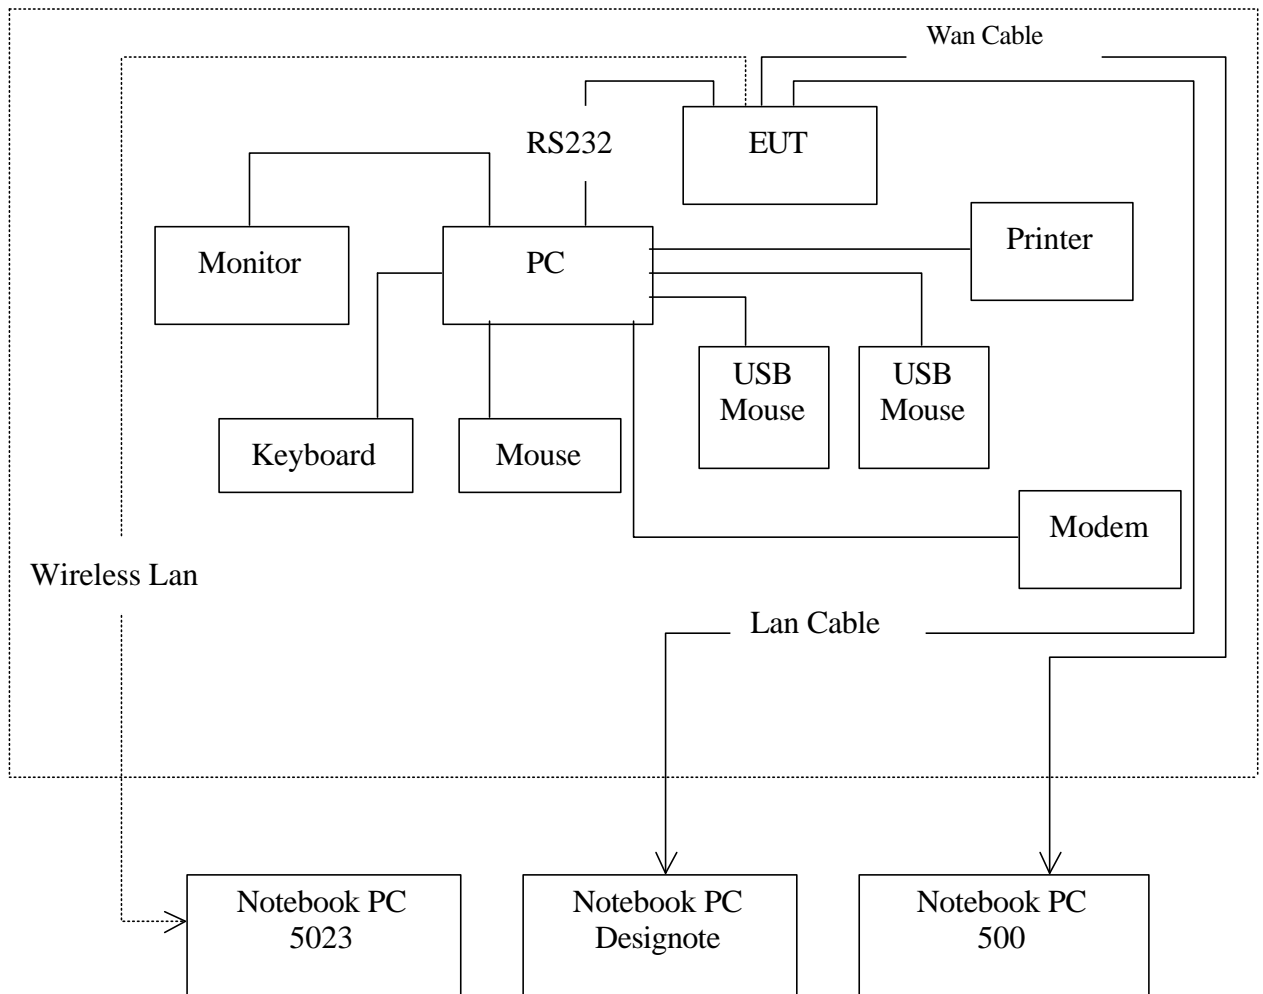 Wan Cable
RS232
EUT
Printer
Monitor
PC
USB
Mouse
USB
Mouse
Keyboard
Mouse
Modem
Wireless Lan
Lan Cable
Notebook PC
5023
Notebook PC
Designote
Notebook PC
500